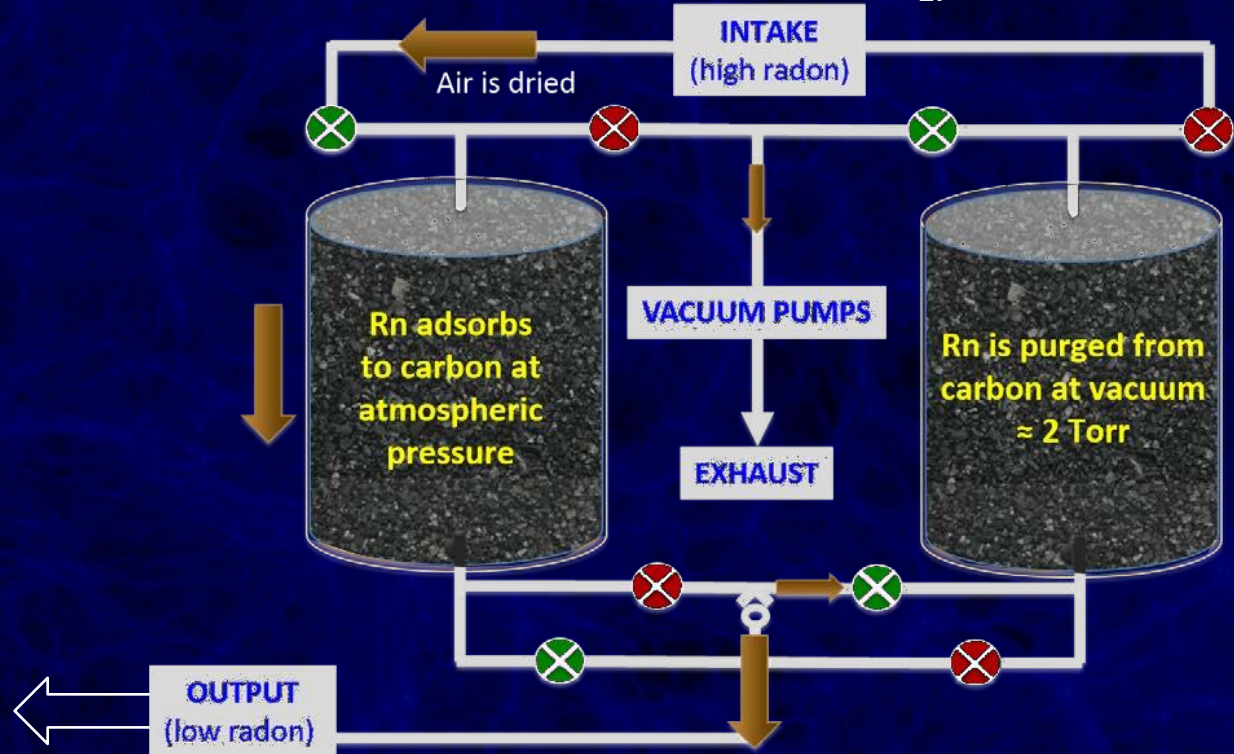 INTAKE
(high radon)
Air is dried
Rn adsorbs
to carbon at
atmospheric
pressure
VACUUM PUMPS
Rn is purged from
carbon at vacuum
≈ 2 Torr
EXHAUST
OUTPUT
(low radon)